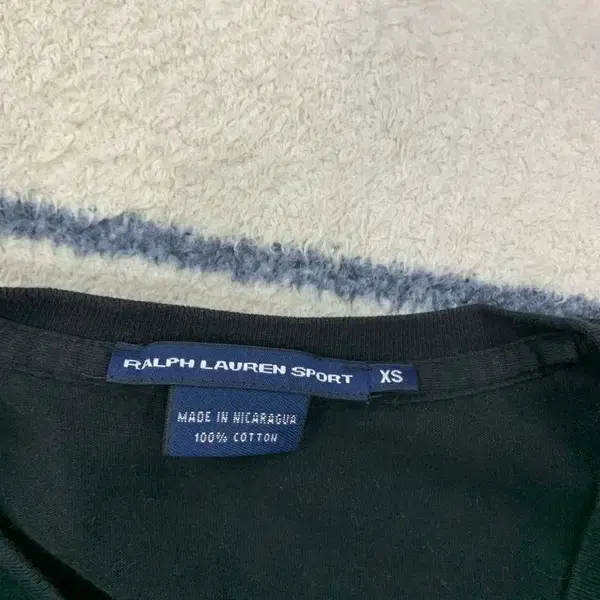 RALPH LAUREN SPORT XS
MADE IN NICARAGUA
100% COTTON